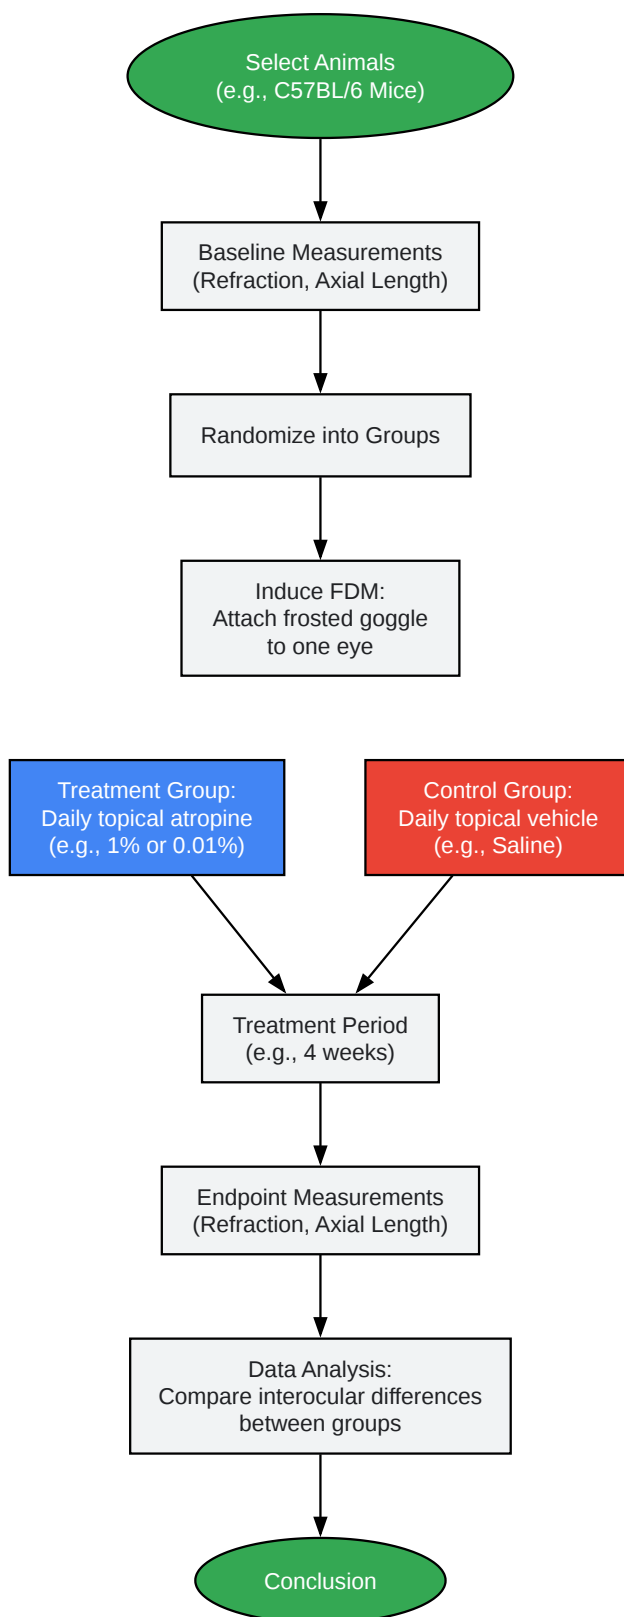 Select Animals
(e.g., C57BL/6 Mice)
Baseline Measurements
(Refraction, Axial Length)
Randomize into Groups
Induce FDM:
Attach frosted goggle
to one eye
Treatment Group:
Daily topical atropine
(e.g., 1% or 0.01%)
Control Group:
Daily topical vehicle
(e.g., Saline)
Treatment Period
(e.g., 4 weeks)
Endpoint Measurements
(Refraction, Axial Length)
Data Analysis:
Compare interocular differences
between groups
Conclusion